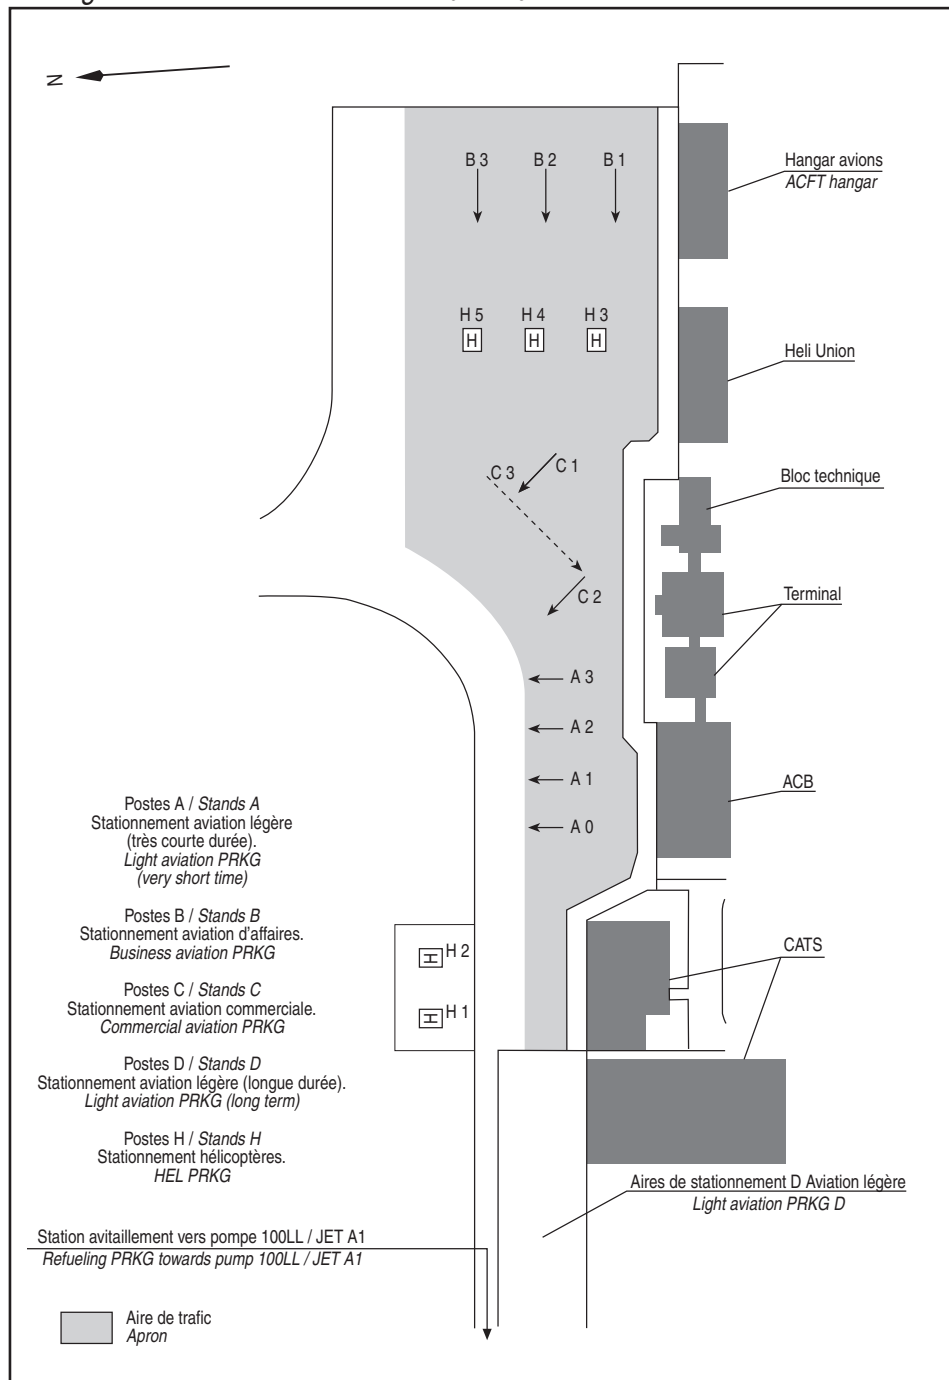 N
B 3
B 2
B 1
Hangar avions
ACFT hangar
H 5
H 4
H 3
H
H
H
Heli Union
C 1
C 3
Bloc technique
C 2
Terminal
A 3
A 2
A 1
ACB
A 0
Postes A / Stands A
Stationnement aviation légère
(très courte durée).
Light aviation PRKG
(very short time)
Postes B / Stands B
Stationnement aviation d'affaires.
Business aviation PRKG
H
H 2
CATS
Postes C / Stands C
Stationnement aviation commerciale.
Commercial aviation PRKG
H
H 1
Postes D / Stands D
Stationnement aviation légère (longue durée).
Light aviation PRKG (long term)
Postes H / Stands H
Stationnement hélicoptères.
HEL PRKG
Aires de stationnement D Aviation légère
Light aviation PRKG D
Station avitaillement vers pompe 100LL / JET A1
Refueling PRKG towards pump 100LL / JET A1
Aire de trafic
Apron